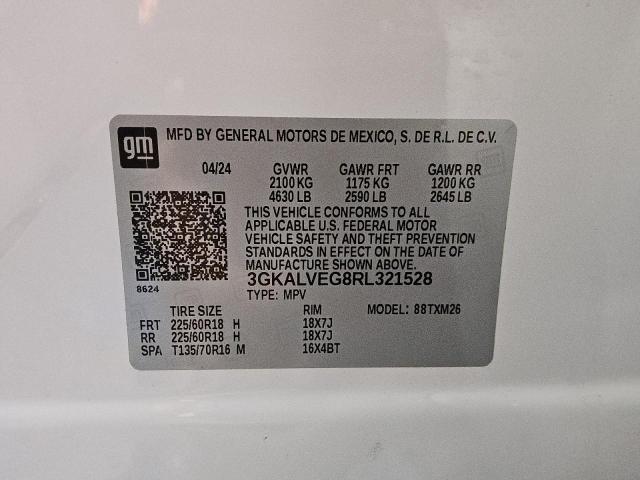 gm
MFD BY GENERAL MOTORS DE MEXICO, S. DE R.L. DE C.V.
04/24 GVWR GAWR FRT GAWR RR
2100 KG 1175 KG 1200 KG
4630 LB 2590 LB 2645 LB
THIS VEHICLE CONFORMS TO ALL
APPLICABLE U.S. FEDERAL MOTOR
VEHICLE SAFETY AND THEFT PREVENTION
STANDARDS IN EFFECT ON THE DATE OF
MANUFACTURE SHOWN ABOVE.
8624 3GKALVEG8RL321528
TYPE: MPV
TIRE SIZE RIM MODEL: 88TXM26
FRT 225/60R18 H 18X7J
RR 225/60R18 H 18X7J
SPA T135/70R16 M 16X4BT